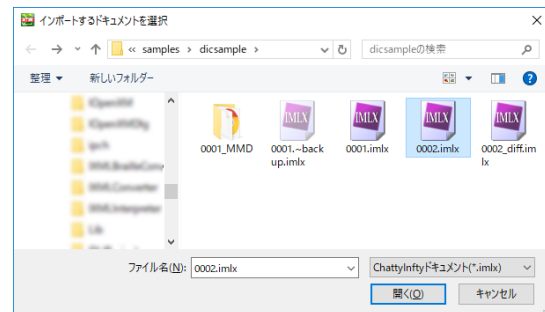 インポートするドキュメントを選択
« samples › dicsample ›
dicsampleの検索
整理 新しいフォルダー
IMLX IMLX IMLX IMLX
0001_MMD
0001.~back
up.imlx
0001.imlx
0002.imlx
0002_diff.im
lx
ファイル名(N): 0002.imlx
ChattyInftyドキュメント(*.imlx)
開く(O) キャンセル